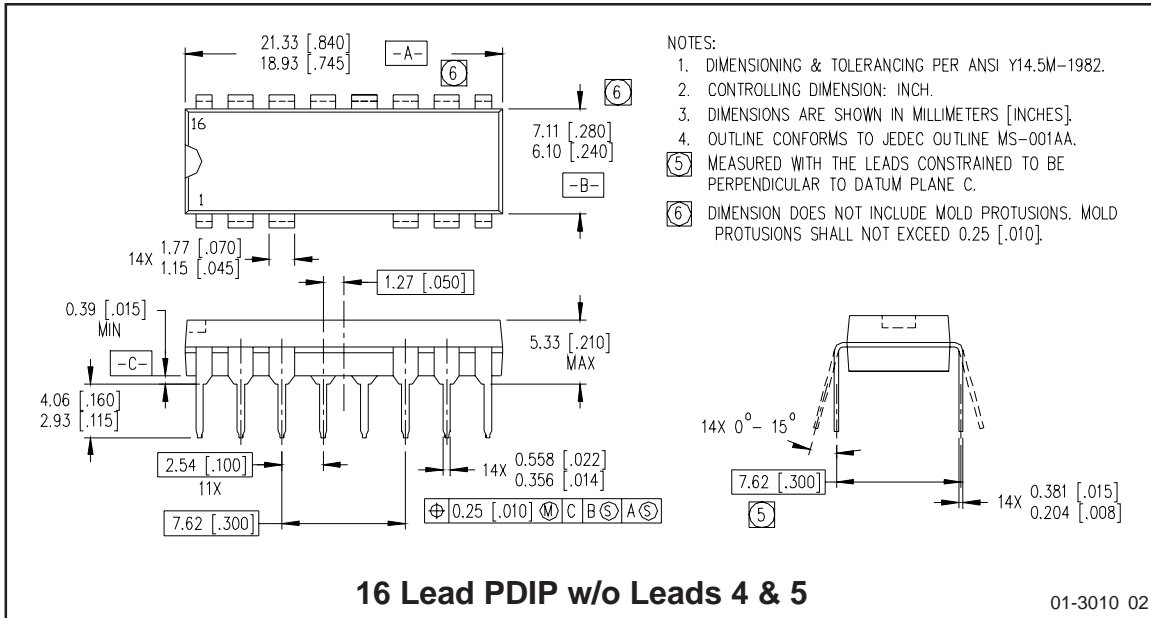 21.33 [.840]
18.93 [.745]
-A-
6
6
16
1
7.11 [.280]
6.10 [.240]
-B-
14X 1.77 [.070]
1.15 [.045]
1.27 [.050]
NOTES:
1. DIMENSIONING & TOLERANCING PER ANSI Y14.5M-1982.
2. CONTROLLING DIMENSION: INCH.
3. DIMENSIONS ARE SHOWN IN MILLIMETERS [INCHES].
4. OUTLINE CONFORMS TO JEDEC OUTLINE MS-001AA.
5 MEASURED WITH THE LEADS CONSTRAINED TO BE
PERPENDICULAR TO DATUM PLANE C.
6 DIMENSION DOES NOT INCLUDE MOLD PROTUSIONS. MOLD
PROTUSIONS SHALL NOT EXCEED 0.25 [.010].
0.39 [.015]
MIN
-C-
5.33 [.210]
MAX
4.06 [.160]
2.93 [.115]
2.54 [.100]
11X
7.62 [.300]
14X 0.558 [.022]
0.356 [.014]
⌖ 0.25 [.010] Ⓜ C B Ⓢ A Ⓢ
14X 0° - 15°
7.62 [.300]
5
14X 0.381 [.015]
0.204 [.008]
16 Lead PDIP w/o Leads 4 & 5
01-3010 02